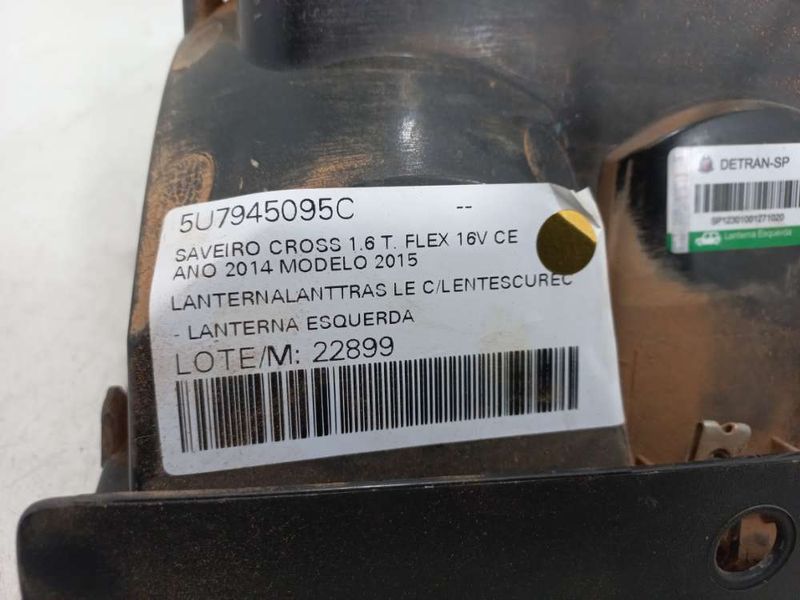 5U7945095C --
SAVEIRO CROSS 1.6 T. FLEX 16V CE
ANO 2014 MODELO 2015
LANTERNALANTTRAS LE C/LENTESCUREC
- LANTERNA ESQUERDA
LOTE/M: 22899
DETRAN-SP
SP12301001271020
Lanterna Esquerda